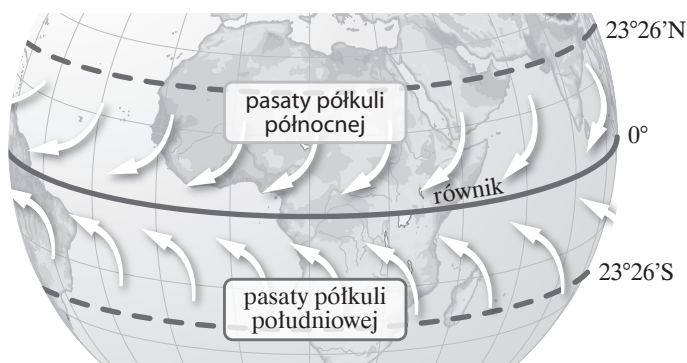 23°26’N
pasaty półkuli
północnej
0°
równik
23°26’S
pasaty półkuli
południowej